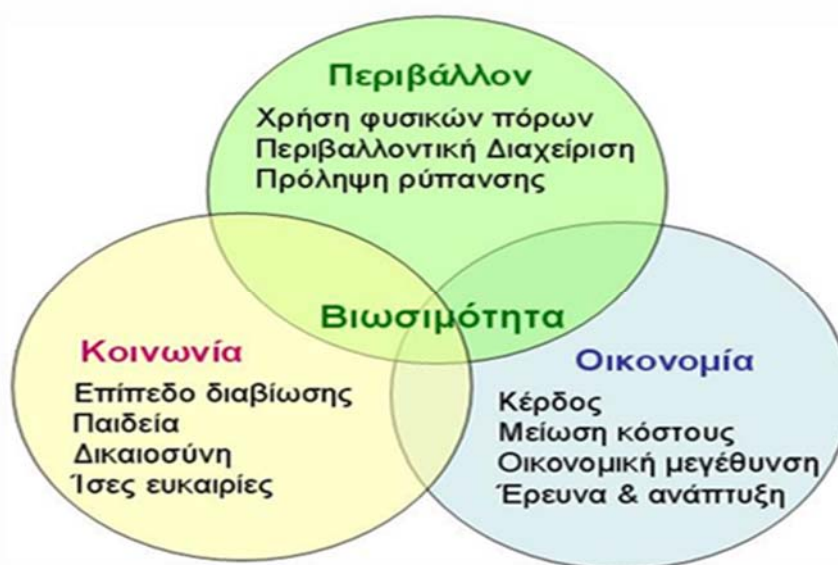 Περιβάλλον
Χρήση φυσικών πόρων
Περιβαλλοντική Διαχείριση
Πρόληψη ρύπανσης
Βιωσιμότητα
Κοινωνία
Επίπεδο διαβίωσης
Παιδεία
Δικαιοσύνη
Ίσες ευκαιρίες
Οικονομία
Κέρδος
Μείωση κόστους
Οικονομική μεγέθυνση
Έρευνα & ανάπτυξη